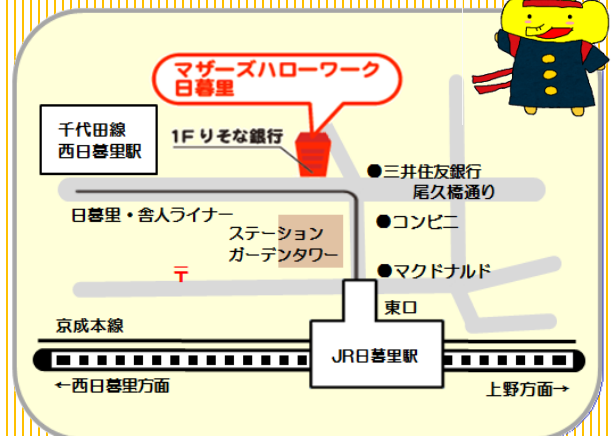 マザーズハローワーク
日暮里
千代田線
西日暮里駅
1F りそな銀行
●三井住友銀行
尾久橋通り
日暮里・舎人ライナー
●コンビニ
ステーション
ガーデンタワー
〒
●マクドナルド
東口
京成本線
JR日暮里駅
←西日暮里方面
上野方面→